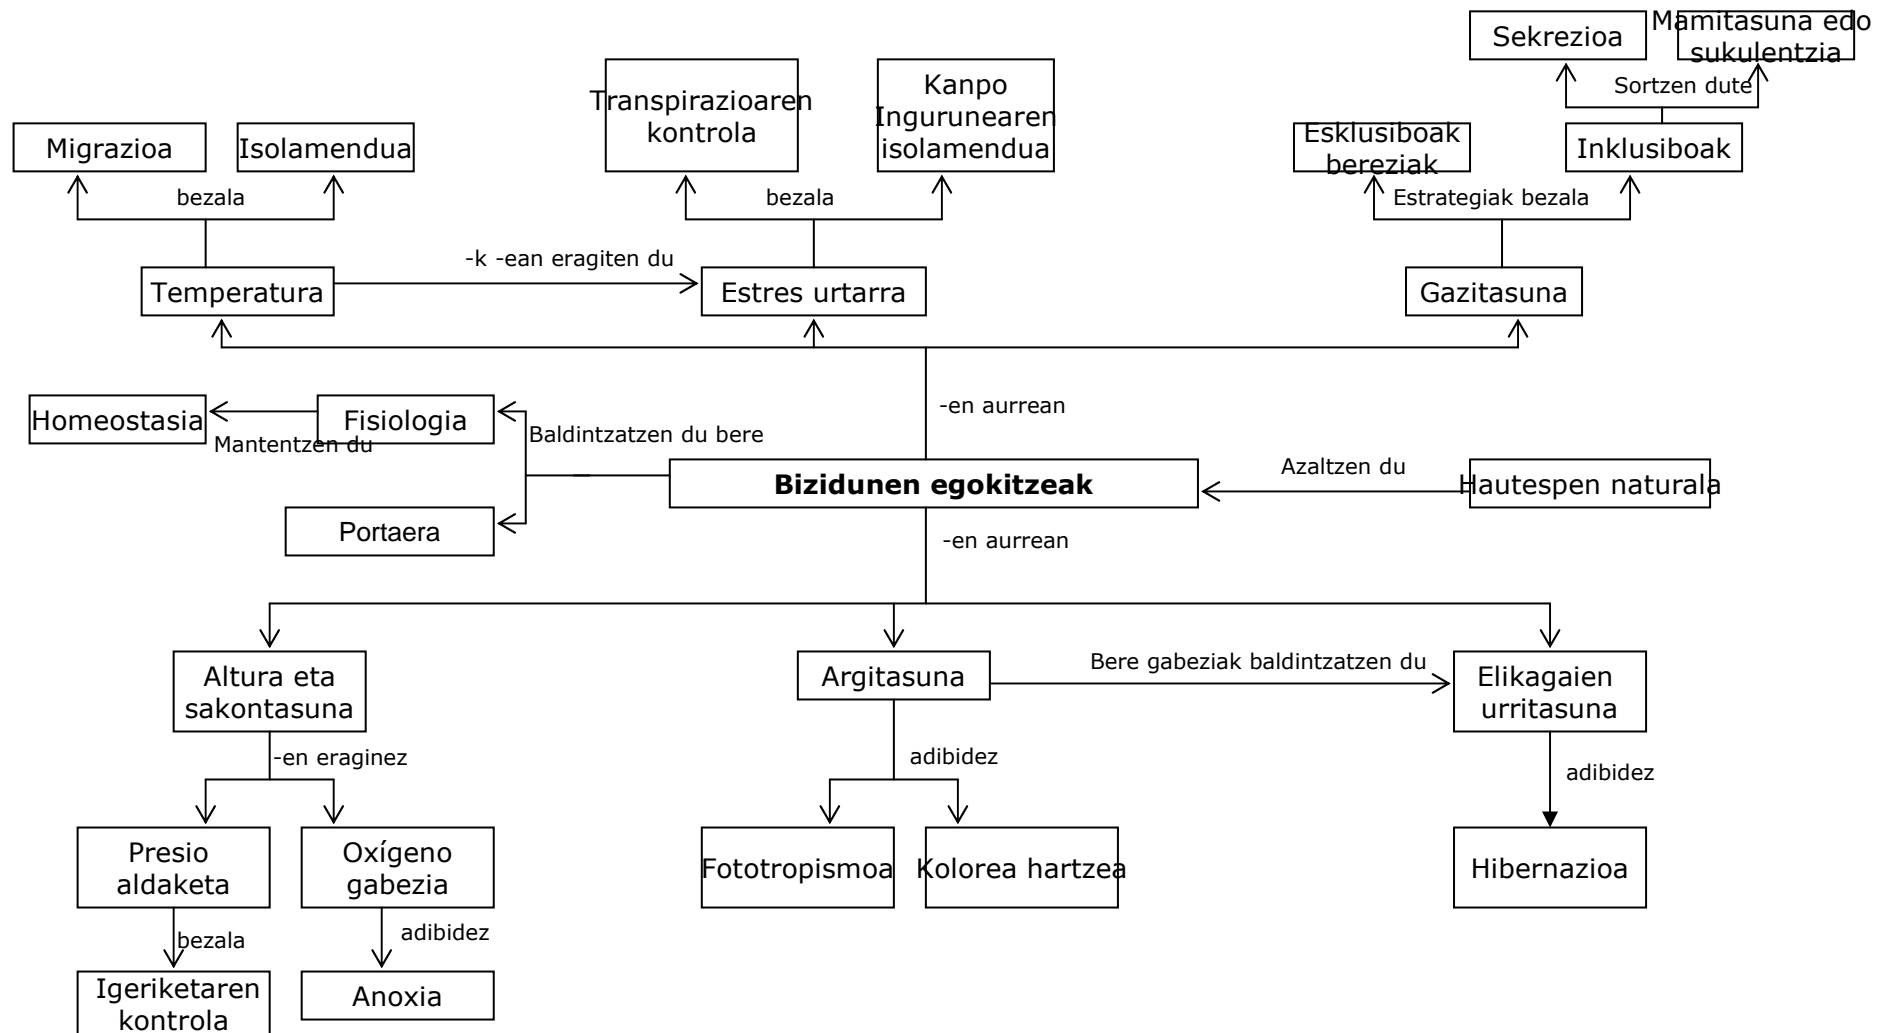 Sekrezioa
Mamitasuna edo
sukulentzia
Sortzen dute
Transpirazioaren
kontrola
Kanpo
Ingurunearen
isolamendua
Migrazioa
Isolamendua
Esklusiboak
bereziak
Inklusiboak
bezala
bezala
Estrategiak bezala
-k -ean eragiten du
Temperatura
Estres urtarra
Gazitasuna
-en aurrean
Homeostasia
Fisiologia
Mantentzen du
Baldintzatzen du bere
Bizidunen egokitzeak
Azaltzen du
Hautespen naturala
Portaera
-en aurrean
Altura eta
sakontasuna
Argitasuna
Bere gabeziak baldintzatzen du
Elikagaien
urritasuna
-en eraginez
adibidez
adibidez
Presio
aldaketa
Oxígeno
gabezia
Fototropismoa
Kolorea hartzea
Hibernazioa
bezala
adibidez
Igeriketaren
kontrola
Anoxia